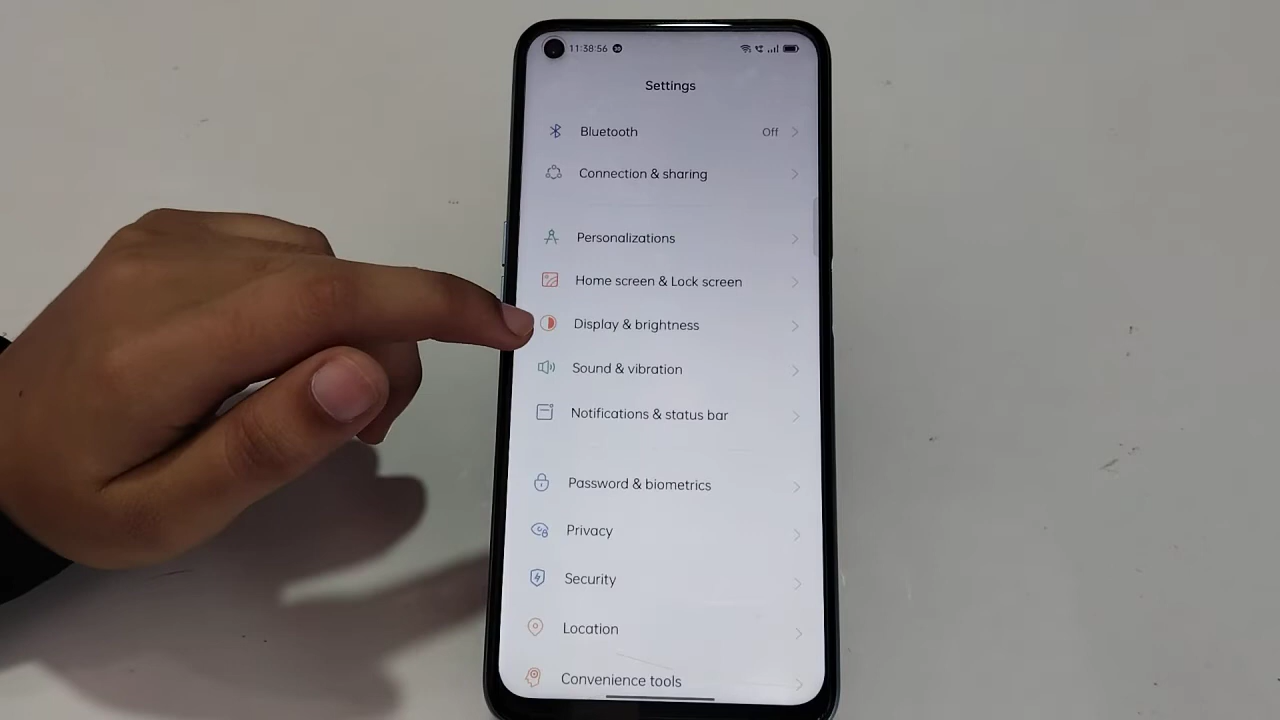 11:38:56
Settings
Bluetooth Off
Connection & sharing
Personalizations
Home screen & Lock screen
Display & brightness
Sound & vibration
Notifications & status bar
Password & biometrics
Privacy
Security
Location
Convenience tools